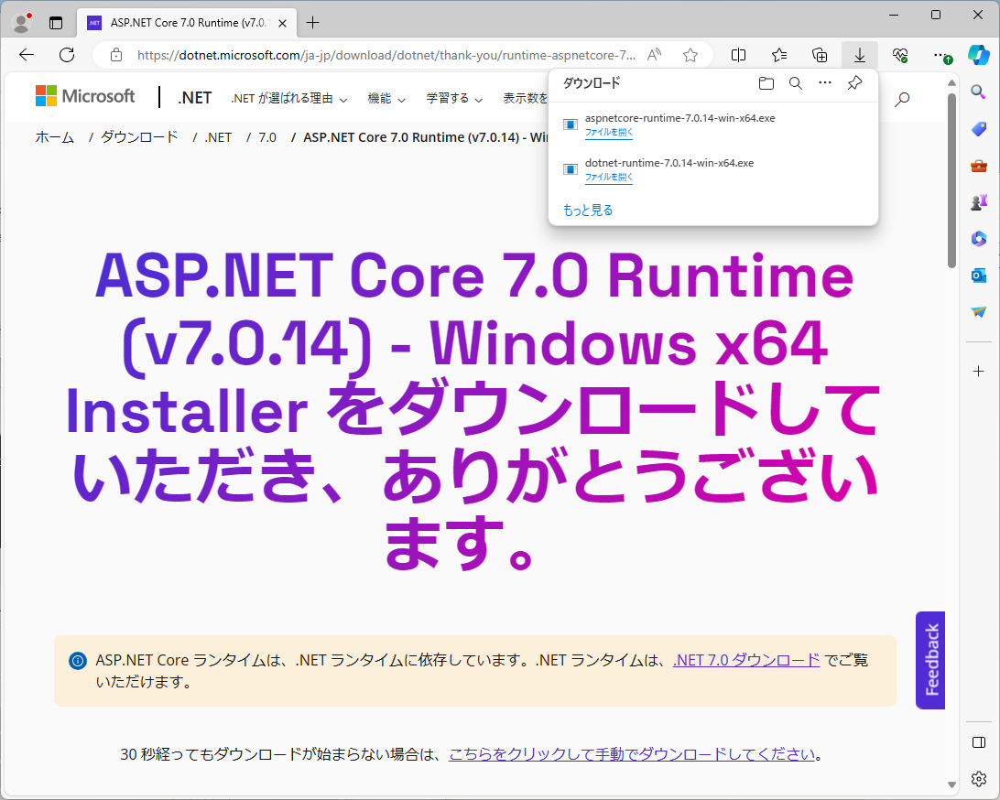 .NET
ASP.NET Core 7.0 Runtime (v7.0.
https://dotnet.microsoft.com/ja-jp/download/dotnet/thank-you/runtime-aspnetcore-7...
Microsoft
.NET
.NET が選ばれる理由
機能
学習する
表示数を
ダウンロード
aspnetcore-runtime-7.0.14-win-x64.exe
ファイルを開く
dotnet-runtime-7.0.14-win-x64.exe
ファイルを開く
もっと見る
ホーム / ダウンロード / .NET / 7.0 / ASP.NET Core 7.0 Runtime (v7.0.14) - Wi
ASP.NET Core 7.0 Runtime
(v7.0.14) - Windows x64
Installer をダウンロードして
いただき、ありがとうござい
ます。
ASP.NET Core ランタイムは、.NET ランタイムに依存しています。.NET ランタイムは、.NET 7.0 ダウンロード でご覧
いただけます。
Feedback
30 秒経ってもダウンロードが始まらない場合は、こちらをクリックして手動でダウンロードしてください。